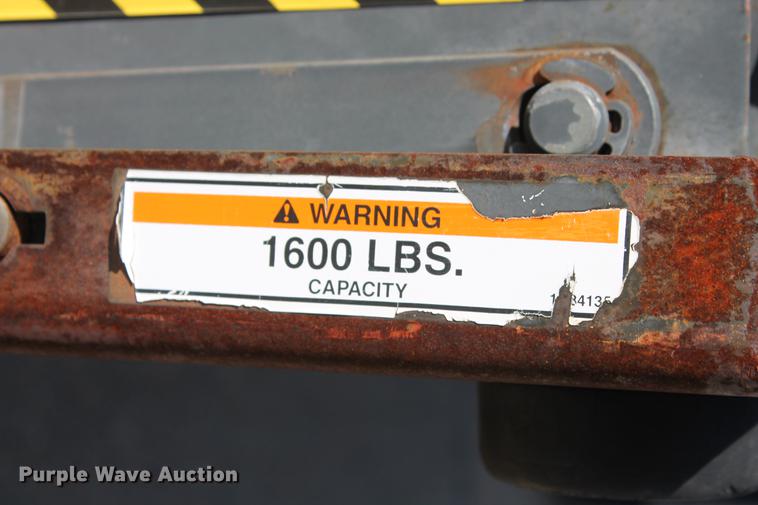 WARNING
1600 LBS.
CAPACITY
Purple Wave Auction